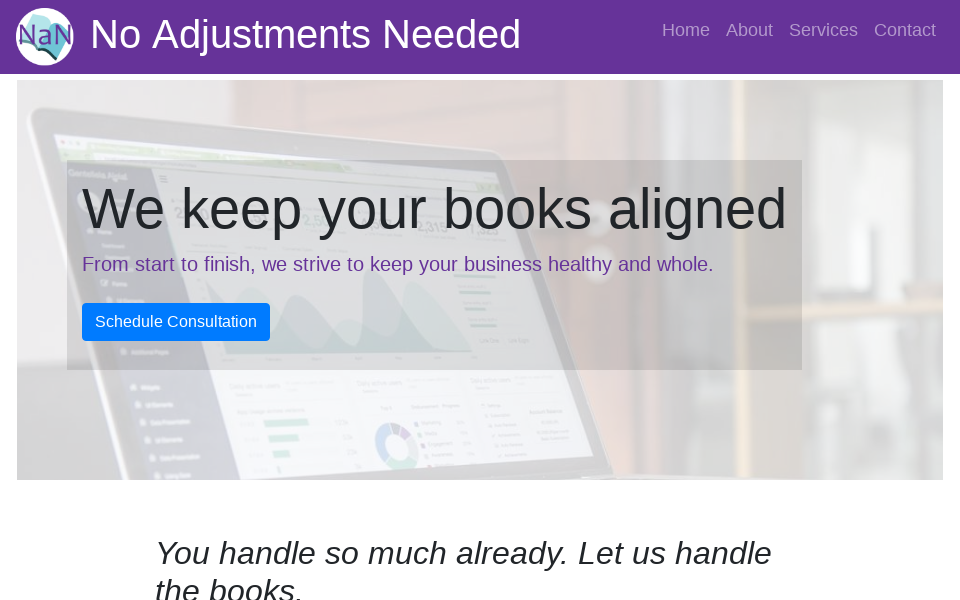 NaN No Adjustments Needed
Home About Services Contact
We keep your books aligned
From start to finish, we strive to keep your business healthy and whole.
Schedule Consultation
You handle so much already. Let us handle
the books.